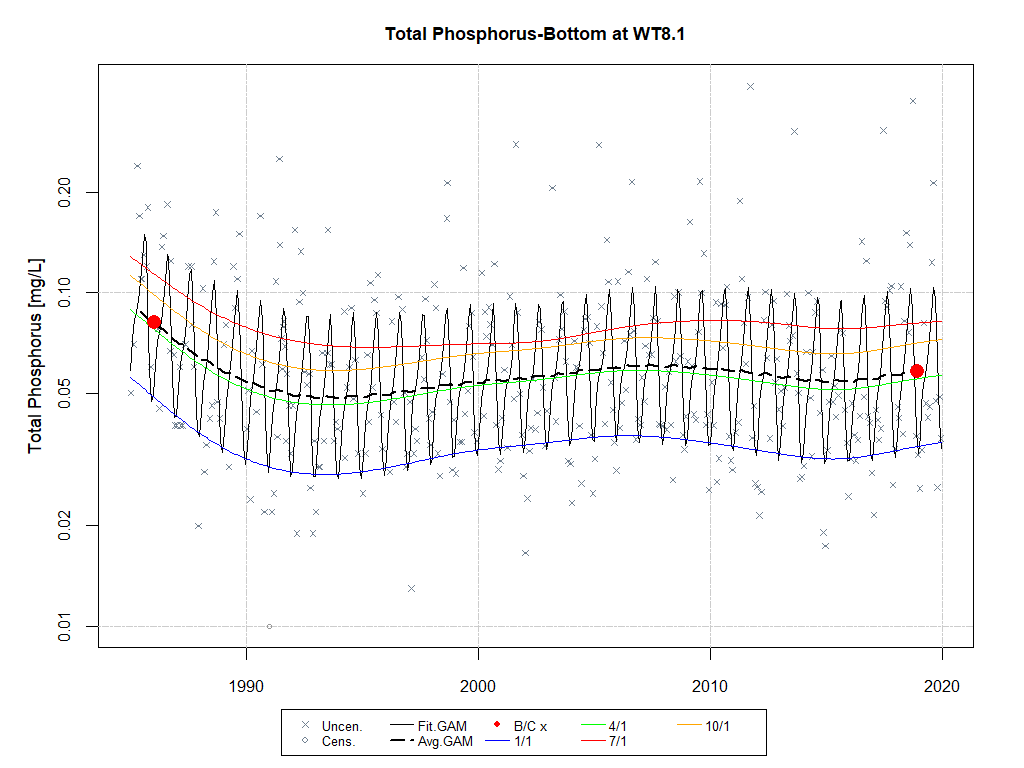 Total Phosphorus-Bottom at WT8.1
Total Phosphorus [mg/L]
0.20
0.10
0.05
0.02
0.01
1990 2000 2010 2020
Uncen. Fit.GAM B/C x 4/1 10/1
Cens. Avg.GAM 1/1 7/1